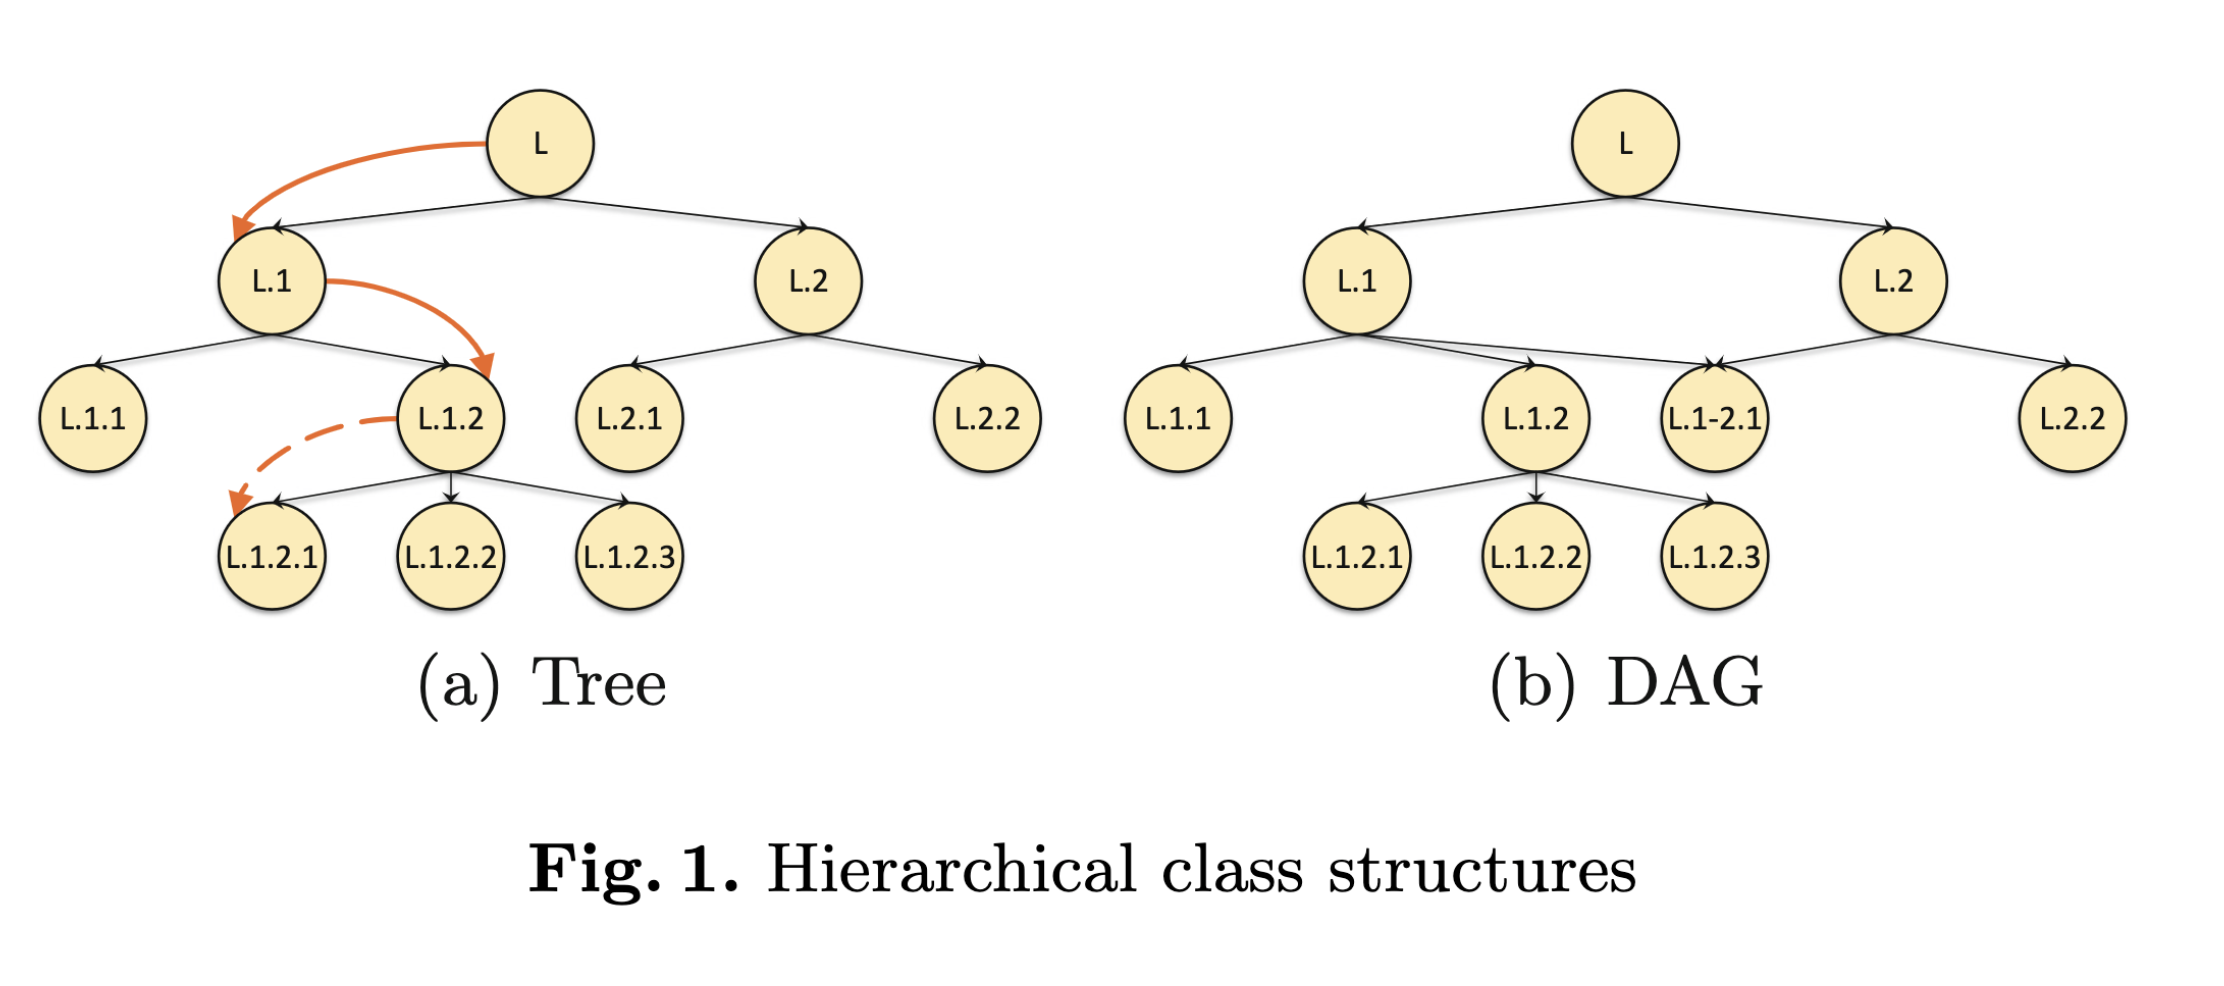 L
L
L.1
L.2
L.1
L.2
L.1.1
L.1.2
L.2.1
L.2.2
L.1.1
L.1.2
L.1-2.1
L.2.2
L.1.2.1
L.1.2.2
L.1.2.3
L.1.2.1
L.1.2.2
L.1.2.3
(a) Tree
(b) DAG
Fig. 1. Hierarchical class structures